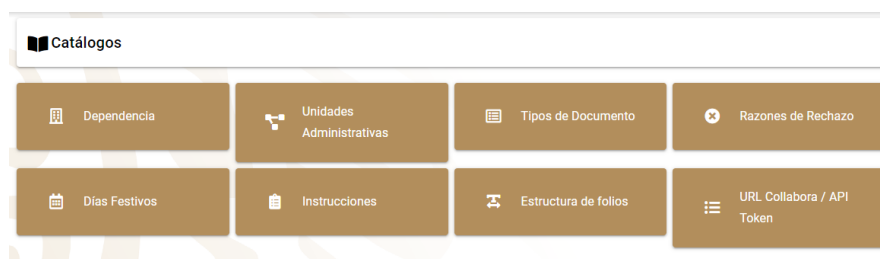 Catálogos
Dependencia
Unidades
Administrativas
Tipos de Documento
Razones de Rechazo
Días Festivos
Instrucciones
Estructura de folios
URL Collabora / API
Token